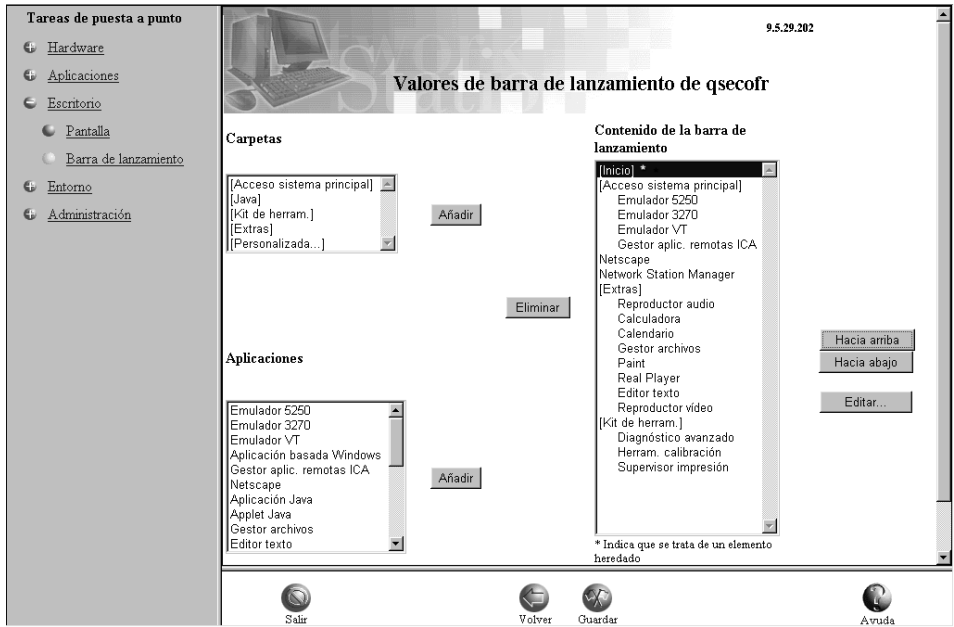 Tareas de puesta a punto
Hardware
Aplicaciones
Escritorio
Pantalla
Barra de lanzamiento
Entorno
Administración
9.5.29.202
Valores de barra de lanzamiento de qsecofr
Carpetas
[Acceso sistema principal]
[Java]
[Kit de herram.]
[Extras]
[Personalizada...]
Añadir
Eliminar
Aplicaciones
Emulador 5250
Emulador 3270
Emulador VT
Aplicación basada Windows
Gestor aplic. remotas ICA
Netscape
Aplicación Java
Applet Java
Gestor archivos
Editor texto
Añadir
Contenido de la barra de
lanzamiento
[Inicio] *
[Acceso sistema principal]
Emulador 5250
Emulador 3270
Emulador VT
Gestor aplic. remotas ICA
Netscape
Network Station Manager
[Extras]
Reproductor audio
Calculadora
Calendario
Gestor archivos
Paint
Real Player
Editor texto
Reproductor vídeo
[Kit de herram.]
Diagnóstico avanzado
Herram. calibración
Supervisor impresión
* Indica que se trata de un elemento
heredado
Hacia arriba
Hacia abajo
Editar...
Salir
Volver
Guardar
Ayuda